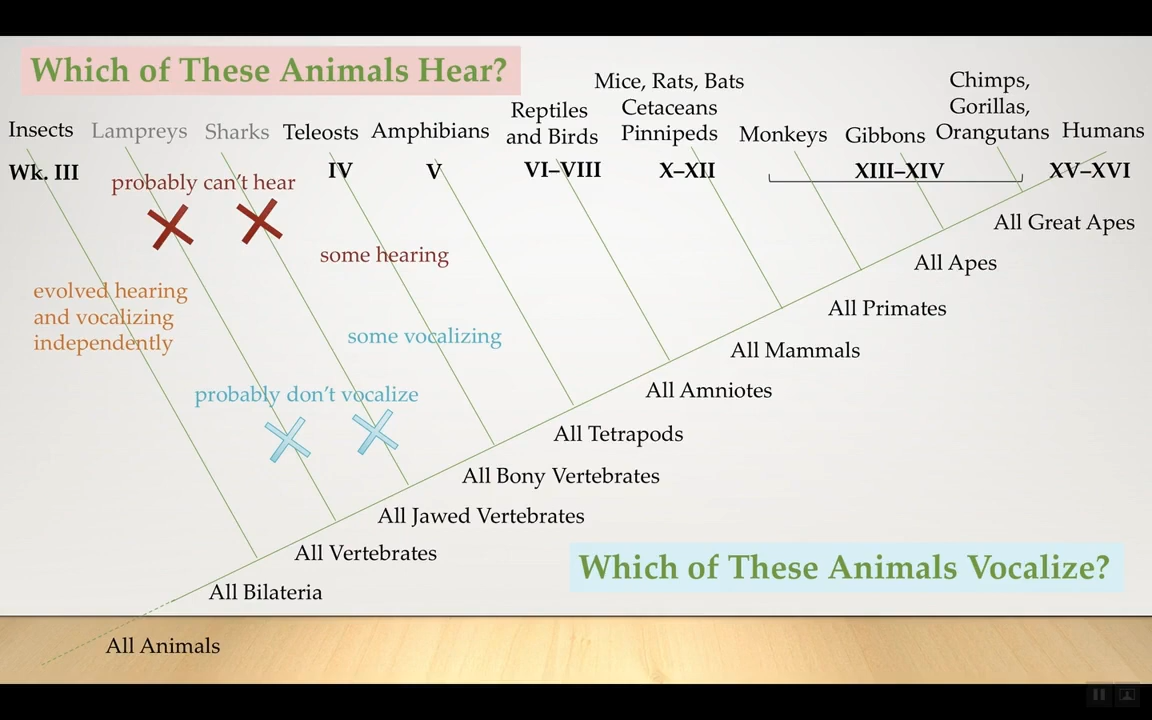 Which of These Animals Hear?
Mice, Rats, Bats
Cetaceans
Pinnipeds
Chimps,
Gorillas,
Orangutans
Reptiles
and Birds
Insects
Lampreys
Sharks
Teleosts
Amphibians
Monkeys
Gibbons
Humans
Wk. III
IV
V
VI–VIII
X–XII
XIII–XIV
XV–XVI
probably can't hear
some hearing
evolved hearing
and vocalizing
independently
some vocalizing
probably don't vocalize
All Great Apes
All Apes
All Primates
All Mammals
All Amniotes
All Tetrapods
All Bony Vertebrates
All Jawed Vertebrates
All Vertebrates
Which of These Animals Vocalize?
All Bilateria
All Animals